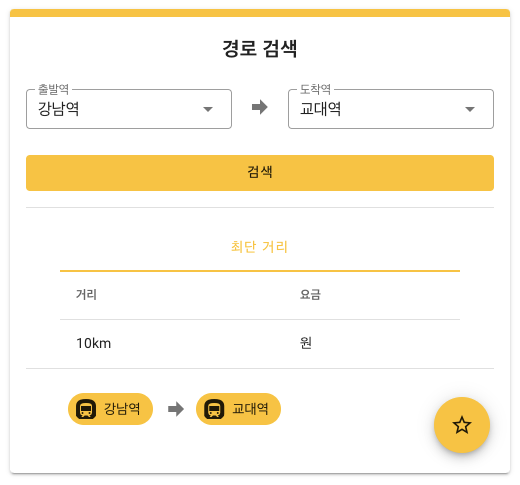 경로 검색
출발역 도착역
강남역 교대역
검색
최단 거리
거리 요금
10km 원
강남역 교대역